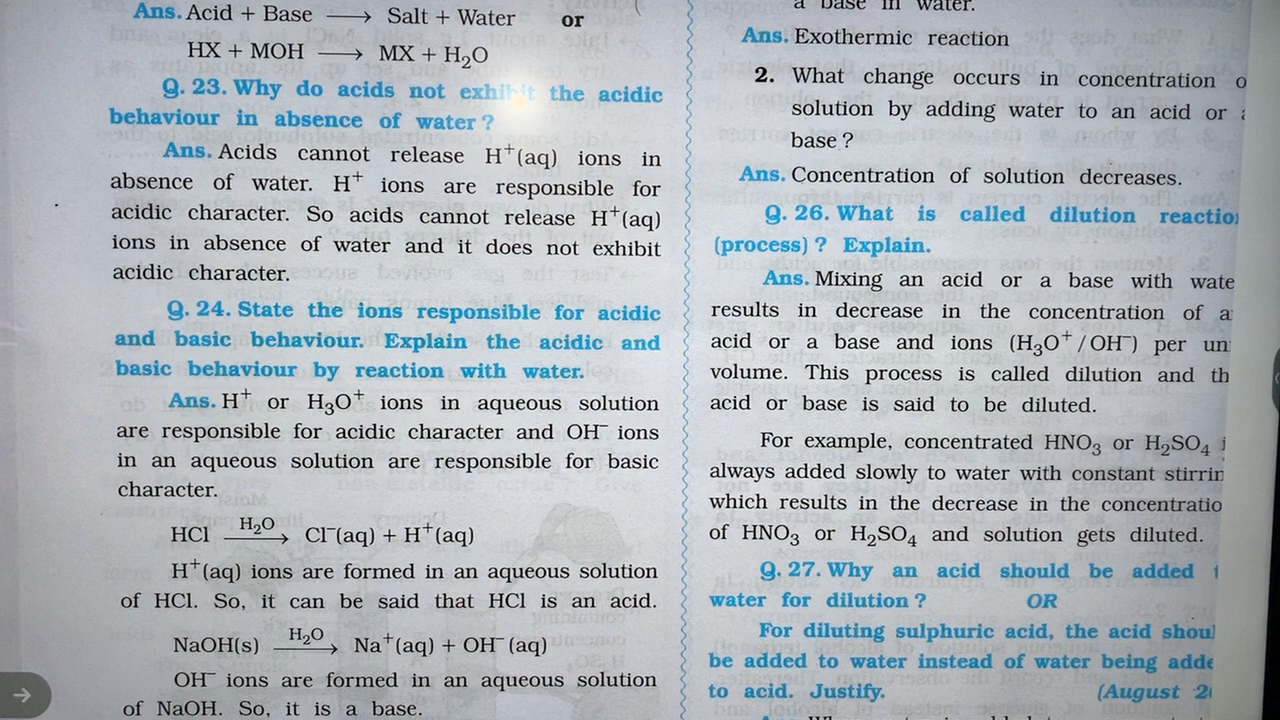 Ans. Acid + Base ⟶ Salt + Water or
HX + MOH ⟶ MX + H₂O
Q. 23. Why do acids not exhibit the acidic
behaviour in absence of water ?
Ans. Acids cannot release H⁺(aq) ions in
absence of water. H⁺ ions are responsible for
acidic character. So acids cannot release H⁺(aq)
ions in absence of water and it does not exhibit
acidic character.
Q. 24. State the ions responsible for acidic
and basic behaviour. Explain the acidic and
basic behaviour by reaction with water.
Ans. H⁺ or H₃O⁺ ions in aqueous solution
are responsible for acidic character and OH⁻ ions
in an aqueous solution are responsible for basic
character.
HCl ⟶ Cl⁻(aq) + H⁺(aq)
H₂O
H⁺(aq) ions are formed in an aqueous solution
of HCl. So, it can be said that HCl is an acid.
NaOH(s) ⟶ Na⁺(aq) + OH⁻(aq)
H₂O
OH⁻ ions are formed in an aqueous solution
of NaOH. So, it is a base.
a base in water.
Ans. Exothermic reaction
2. What change occurs in concentration
solution by adding water to an acid or
base ?
Ans. Concentration of solution decreases.
Q. 26. What is called dilution
(process) ? Explain.
Ans. Mixing an acid or a base with
results in decrease in the concentration of
acid or a base and ions (H₃O⁺/OH⁻) per
volume. This process is called dilution and
acid or base is said to be diluted.
For example, concentrated HNO₃ or H₂SO₄
always added slowly to water with constant
which results in the decrease in the
of HNO₃ or H₂SO₄ and solution gets diluted.
Q. 27. Why an acid should be added
water for dilution ? OR
For diluting sulphuric acid, the acid
be added to water instead of water being
to acid. Justify. (August